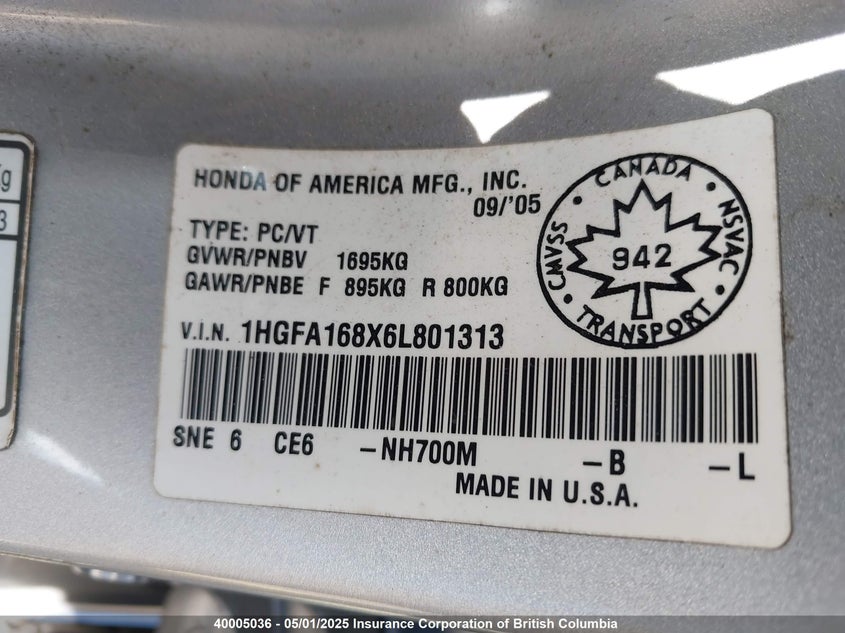 Kg
3
HONDA OF AMERICA MFG., INC.
09/'05
TYPE: PC/VT
GVWR/PNBV 1695KG
GAWR/PNBE F 895KG R 800KG
V.I.N. 1HGFA168X6L801313
SNE 6 CE6 -NH700M -B -L
MADE IN U.S.A.
CANADA
CMVSS
942
NSVAC
TRANSPORT
40005036 - 05/01/2025 Insurance Corporation of British Columbia